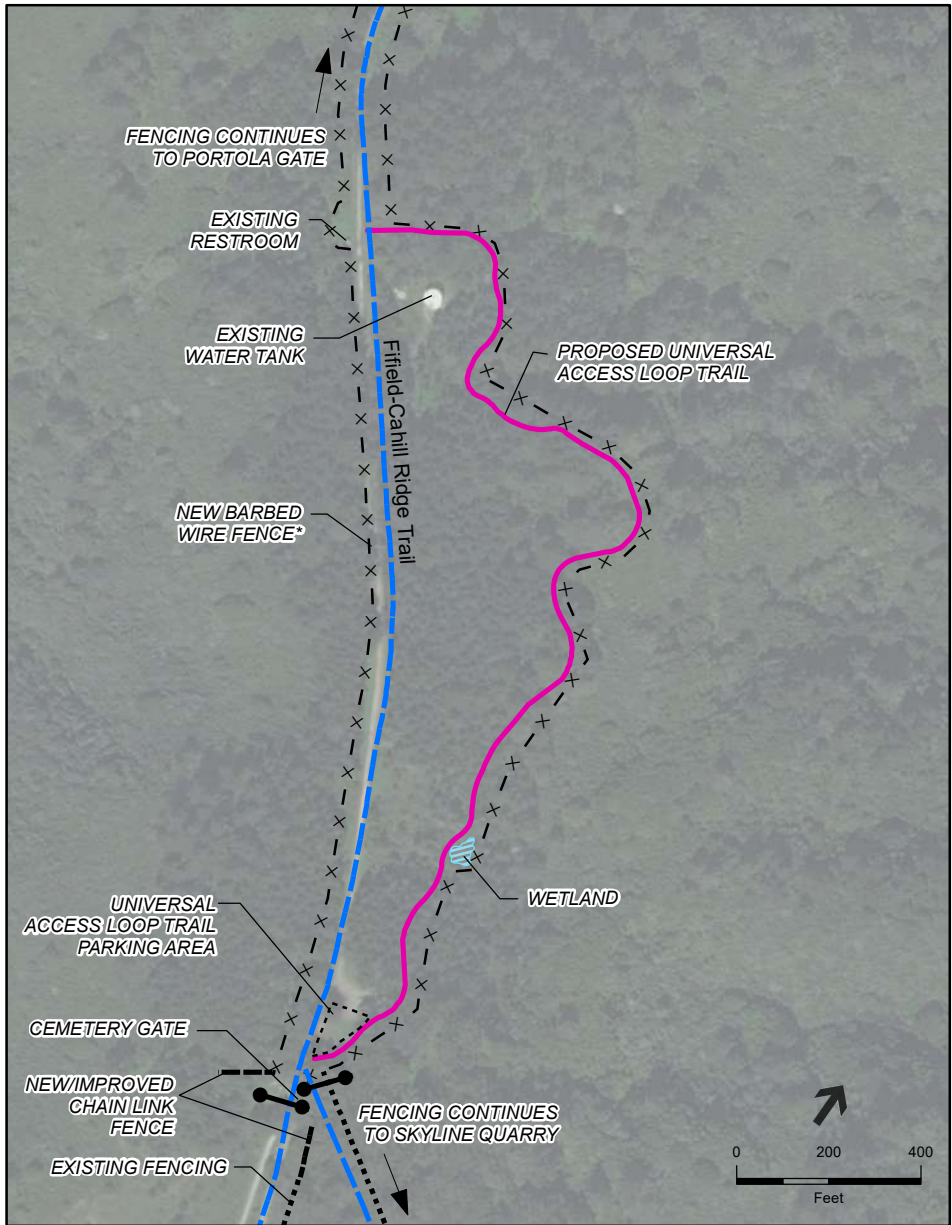 FENCING CONTINUES
TO PORTOLA GATE
EXISTING
RESTROOM
EXISTING
WATER TANK
PROPOSED UNIVERSAL
ACCESS LOOP TRAIL
Fifield-Cahill Ridge Trail
NEW BARBED
WIRE FENCE*
WETLAND
UNIVERSAL
ACCESS LOOP TRAIL
PARKING AREA
CEMETERY GATE
NEW/IMPROVED
CHAIN LINK
FENCE
FENCING CONTINUES
TO SKYLINE QUARRY
EXISTING FENCING
0 200 400
Feet